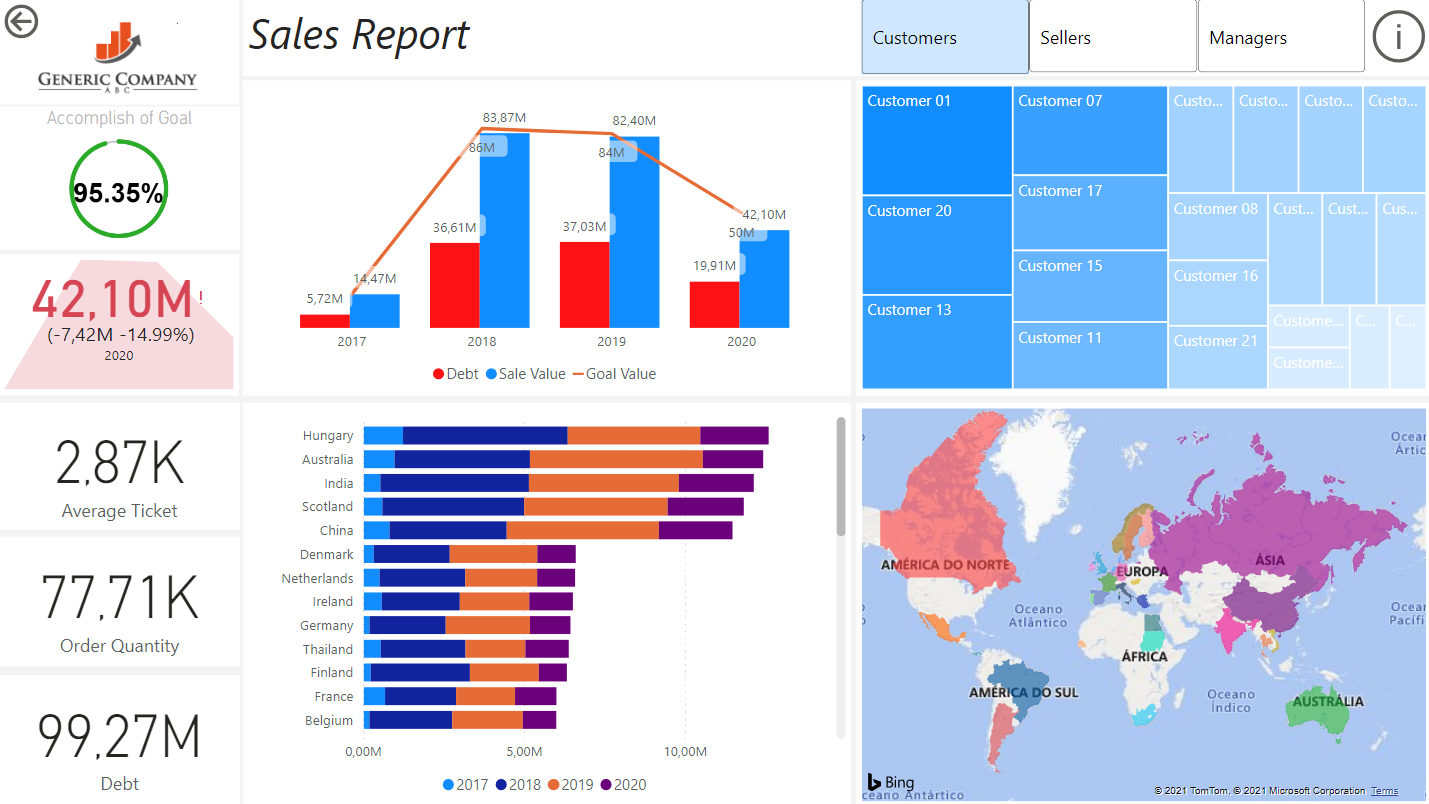 GENERIC COMPANY
ABC
Sales Report
Customers
Sellers
Managers
i
Accomplish of Goal
95.35%
42,10M!
(-7,42M -14.99%)
2020
2,87K
Average Ticket
77,71K
Order Quantity
99,27M
Debt
83,87M
82,40M
86M
84M
36,61M
37,03M
42,10M
50M
14,47M
19,91M
5,72M
2017 2018 2019 2020
Debt Sale Value Goal Value
Customer 01
Customer 20
Customer 13
Customer 07
Customer 17
Customer 15
Customer 11
Custo... Custo... Custo... Custo...
Customer 08
Customer 16
Customer 21
Cust... Cust... Cus...
Custome...
Custome...
C... C...
Hungary
Australia
India
Scotland
China
Denmark
Netherlands
Ireland
Germany
Thailand
Finland
France
Belgium
0,00M 5,00M 10,00M
2017 2018 2019 2020
Ocea
Ártic
AMÉRICA DO NORTE
EUROPA
ÁSIA
Oceano
Atlântico
Ocea
Pacífi
ÁFRICA
AMÉRICA DO SUL
Oceano
Índico
AUSTRÁLIA
Bing
ceano Antártico
© 2021 TomTom, © 2021 Microsoft Corporation Terms